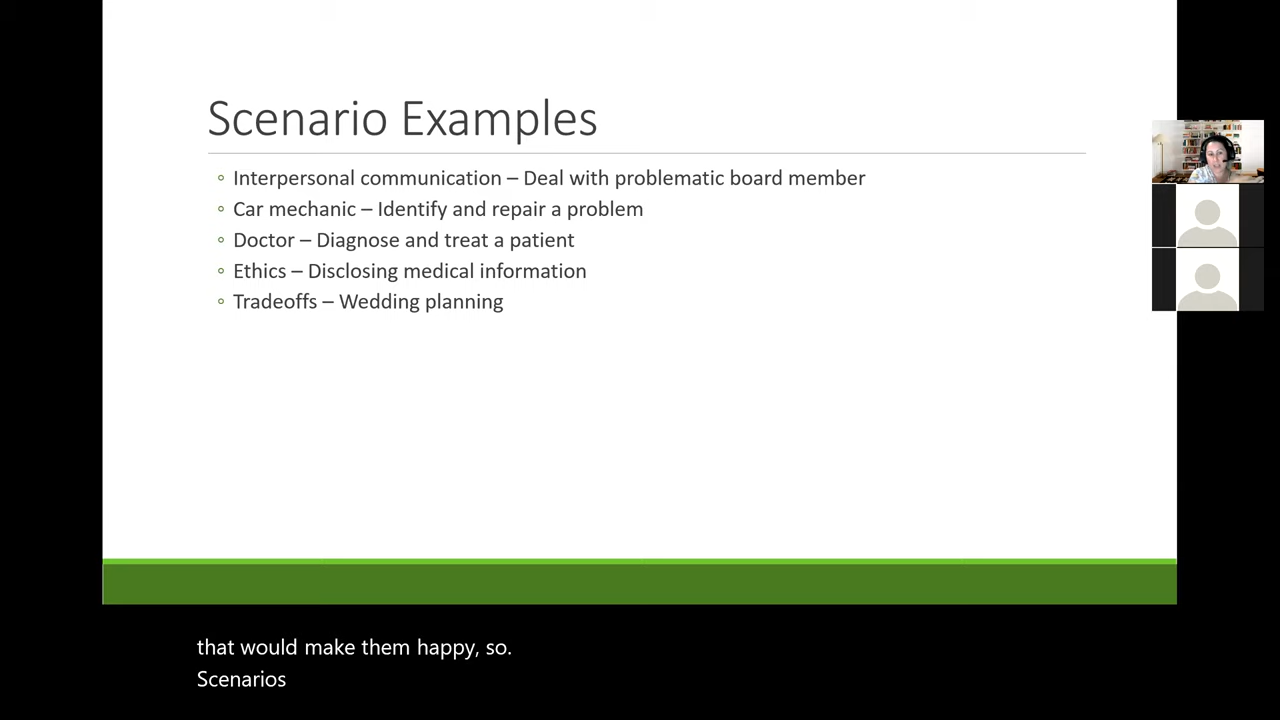 Scenario Examples
Interpersonal communication – Deal with problematic board member
Car mechanic – Identify and repair a problem
Doctor – Diagnose and treat a patient
Ethics – Disclosing medical information
Tradeoffs – Wedding planning
that would make them happy, so.
Scenarios